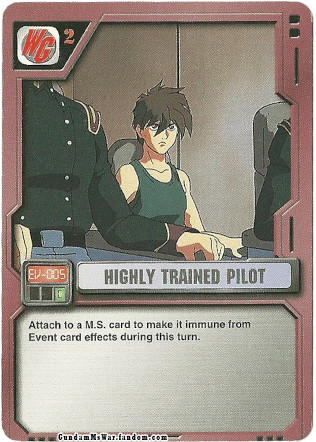 WG 2
EV-005
C
HIGHLY TRAINED PILOT
Attach to a M.S. card to make it immune from
Event card effects during this turn.
GundamMsWar.fandom.com